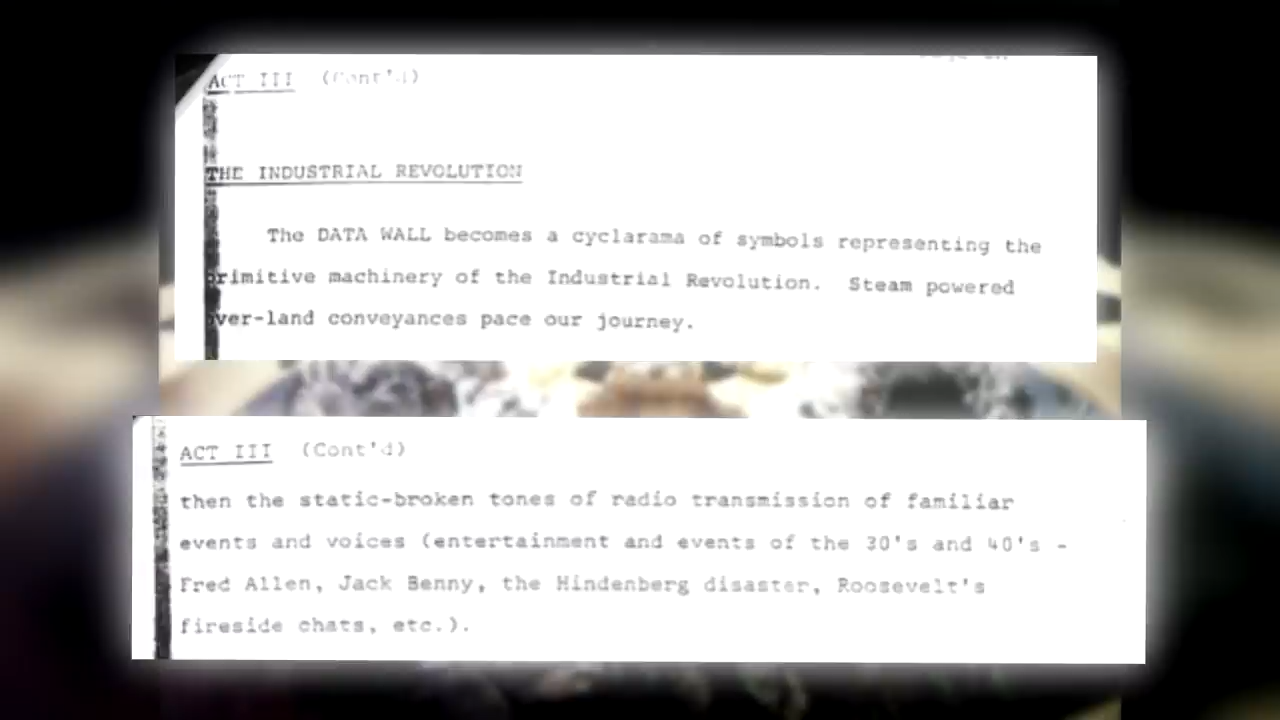 ACT III (Cont'd)
THE INDUSTRIAL REVOLUTION
The DATA WALL becomes a cyclarama of symbols representing the
primitive machinery of the Industrial Revolution. Steam powered
over-land conveyances pace our journey.
ACT III (Cont'd)
then the static-broken tones of radio transmission of familiar
events and voices (entertainment and events of the 30's and 40's -
Fred Allen, Jack Benny, the Hindenberg disaster, Roosevelt's
fireside chats, etc.).